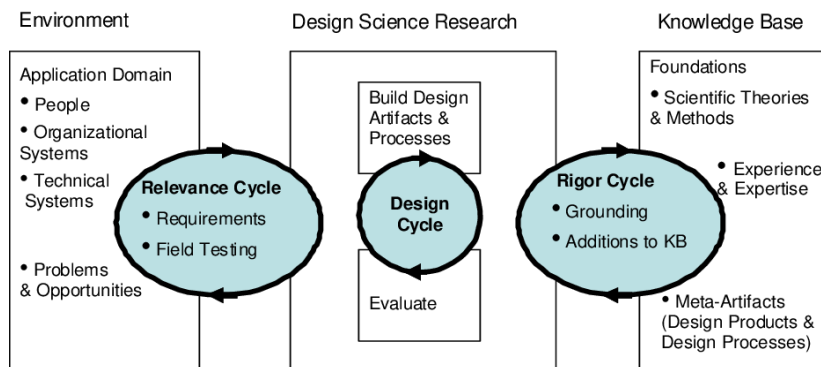 Environment
Design Science Research
Knowledge Base
Application Domain
• People
• Organizational
Systems
• Technical
Systems
• Problems
& Opportunities
Relevance Cycle
• Requirements
• Field Testing
Build Design
Artifacts &
Processes
Design
Cycle
Evaluate
Rigor Cycle
• Grounding
• Additions to KB
Foundations
• Scientific Theories
& Methods
• Experience
& Expertise
• Meta-Artifacts
(Design Products &
Design Processes)